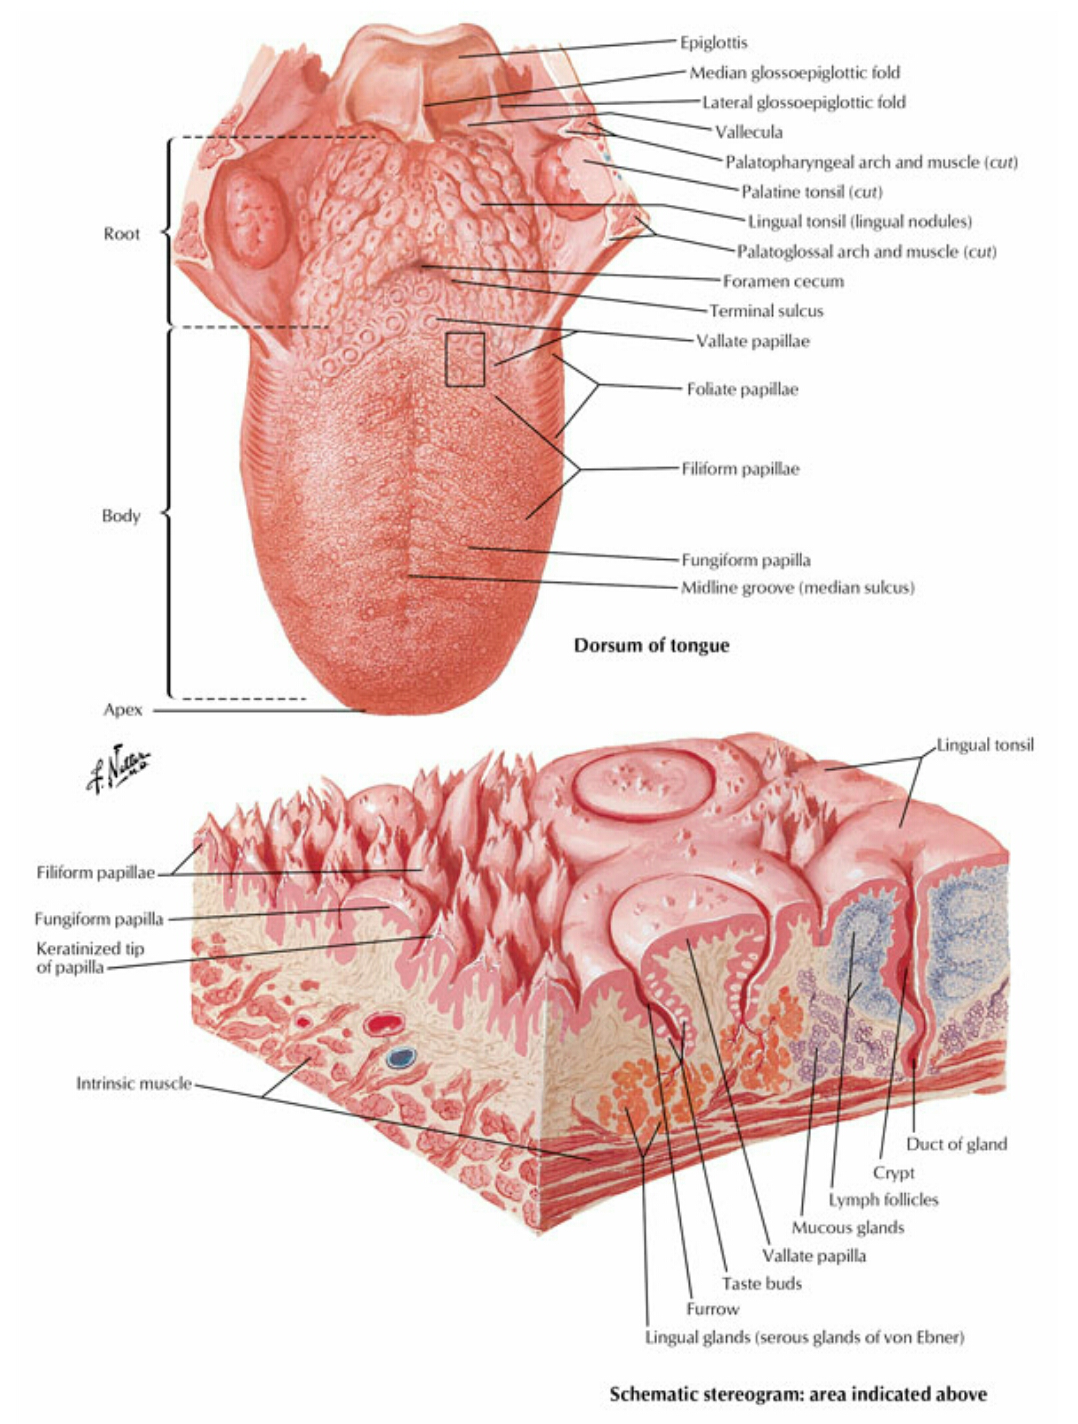 Epiglottis
Median glossoepiglottic fold
Lateral glossoepiglottic fold
Vallecula
Palatopharyngeal arch and muscle (cut)
Palatine tonsil (cut)
Lingual tonsil (lingual nodules)
Root
Palatoglossal arch and muscle (cut)
Foramen cecum
Terminal sulcus
Vallate papillae
Foliate papillae
Filiform papillae
Body
Fungiform papilla
Midline groove (median sulcus)
Dorsum of tongue
Apex
Lingual tonsil
f. Netter
M.D.
Filiform papillae
Fungiform papilla
Keratinized tip
of papilla
Intrinsic muscle
Duct of gland
Crypt
Lymph follicles
Mucous glands
Vallate papilla
Taste buds
Furrow
Lingual glands (serous glands of von Ebner)
Schematic stereogram: area indicated above